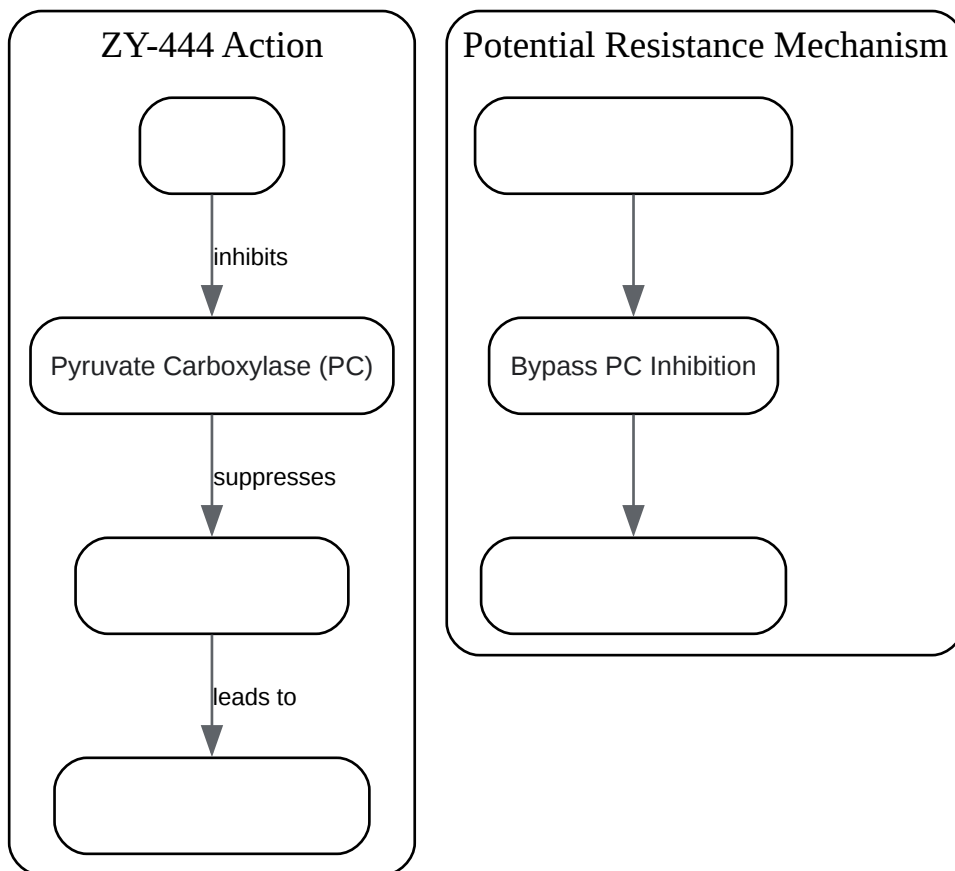 ZY-444 Action
inhibits
Pyruvate Carboxylase (PC)
suppresses
leads to
Potential Resistance Mechanism
Bypass PC Inhibition